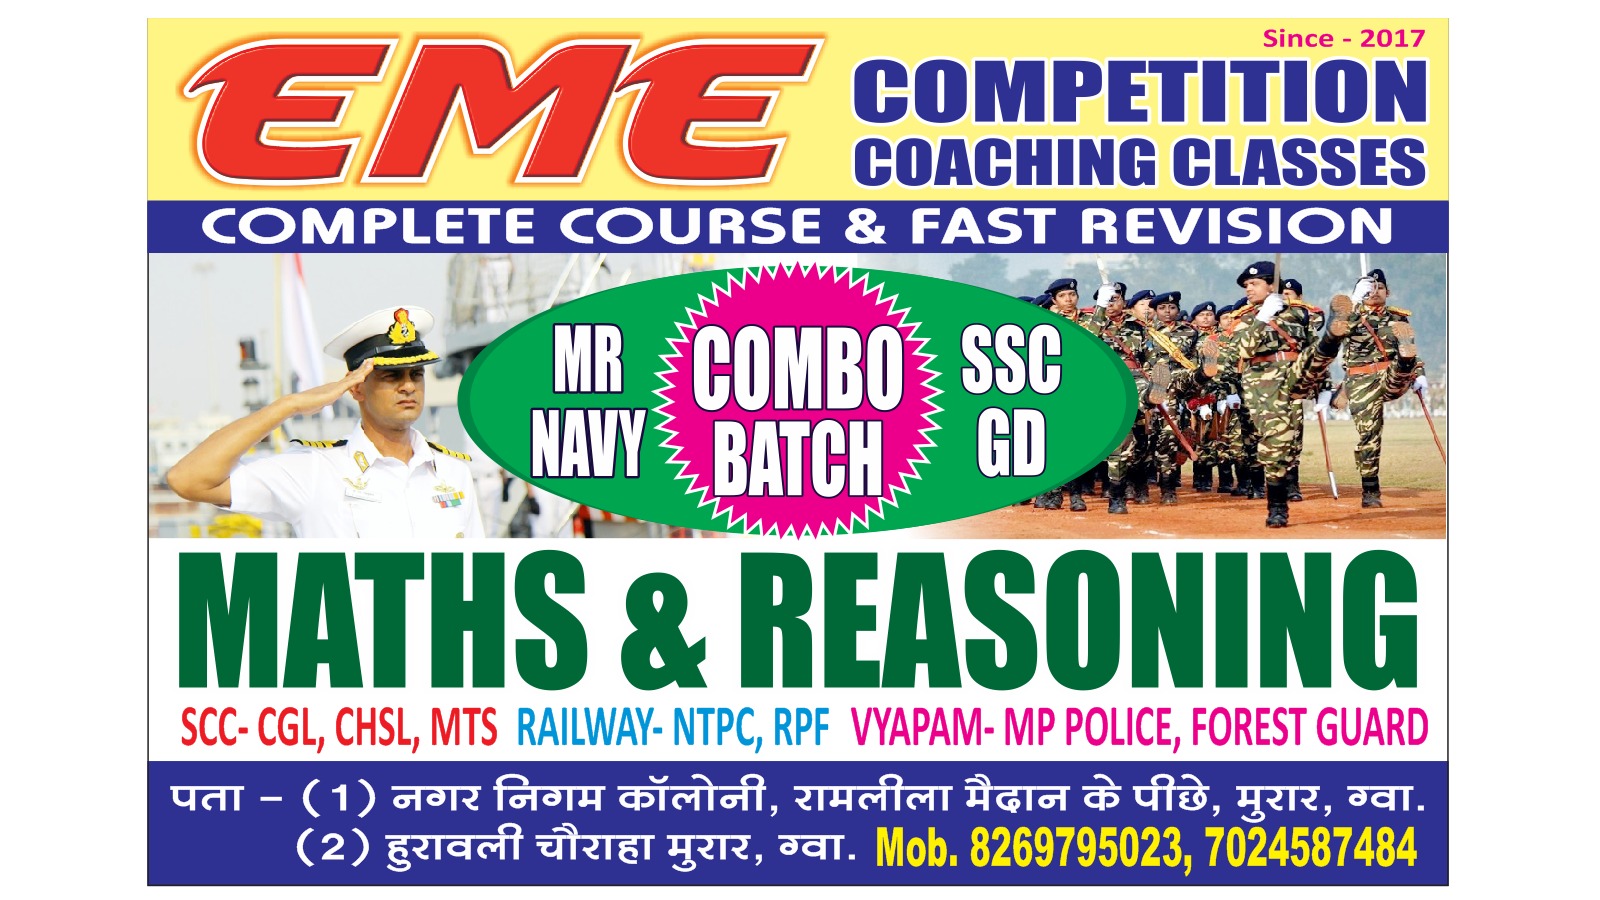 EME
Since - 2017
COMPETITION
COACHING CLASSES
COMPLETE COURSE & FAST REVISION
MR
NAVY
COMBO
BATCH
SSC
GD
MATHS & REASONING
SCC- CGL, CHSL, MTS RAILWAY- NTPC, RPF VYAPAM- MP POLICE, FOREST GUARD
पता – (1) नगर निगम कॉलोनी, रामलीला मैदान के पीछे, मुरार, ग्वा.
(2) हुरावली चौराहा मुरार, ग्वा. Mob. 8269795023, 7024587484